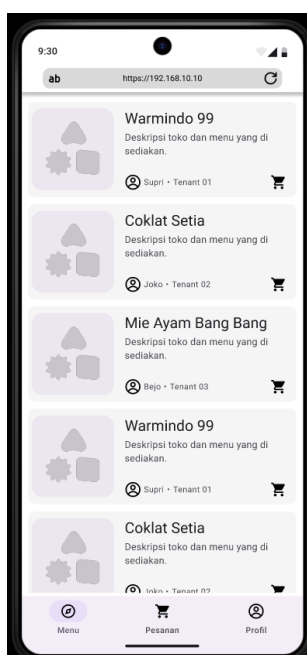 9:30
ab https://192.168.10.10
Warmindo 99
Deskripsi toko dan menu yang di
sediakan.
Supri • Tenant 01
Coklat Setia
Deskripsi toko dan menu yang di
sediakan.
Joko • Tenant 02
Mie Ayam Bang Bang
Deskripsi toko dan menu yang di
sediakan.
Bejo • Tenant 03
Warmindo 99
Deskripsi toko dan menu yang di
sediakan.
Supri • Tenant 01
Coklat Setia
Deskripsi toko dan menu yang di
sediakan.
Joko • Tenant 02
Menu Pesanan Profil